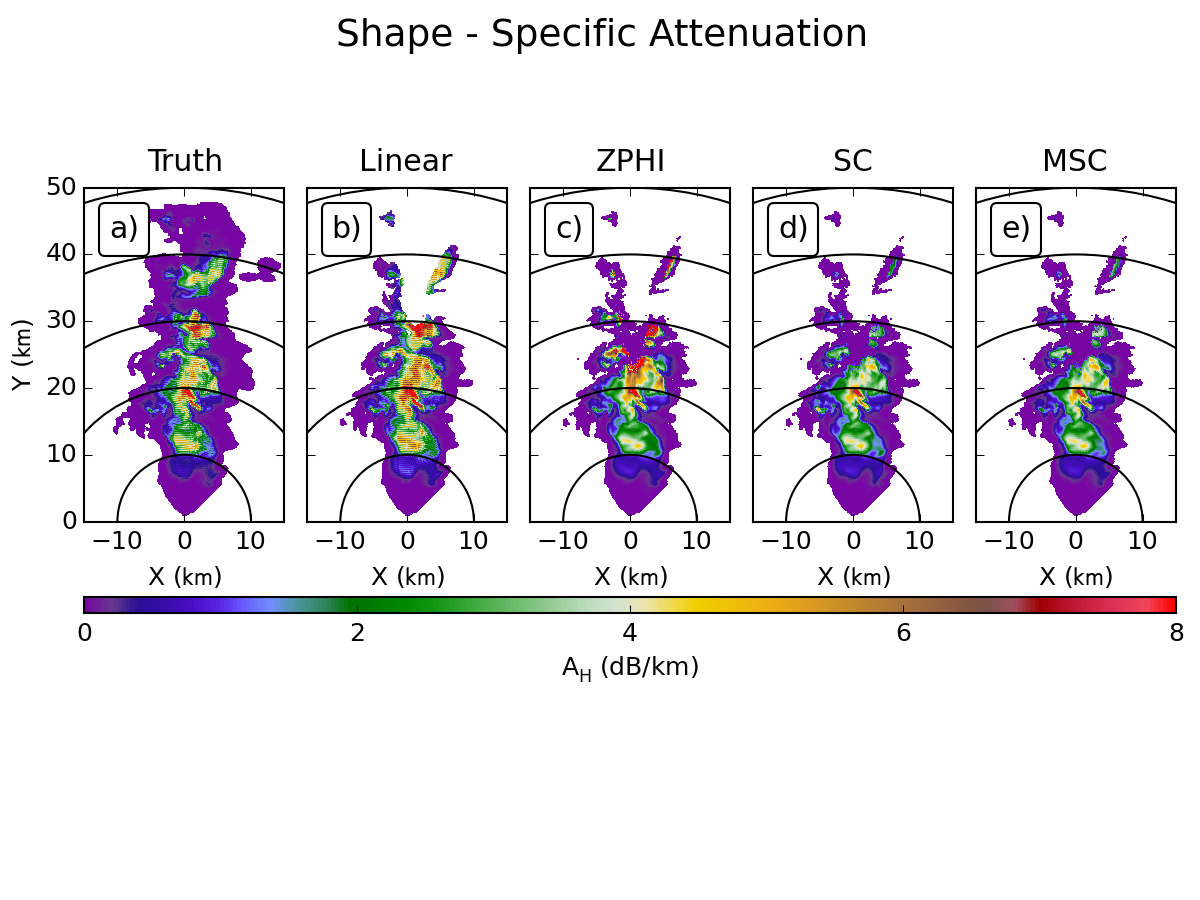 Shape - Specific Attenuation
Truth Linear ZPHI SC MSC
a) b) c) d) e)
50
40
30
20
10
0
Y (km)
−10 0 10 −10 0 10 −10 0 10 −10 0 10 −10 0 10
X (km) X (km) X (km) X (km) X (km)
0 2 4 6 8
A_H (dB/km)